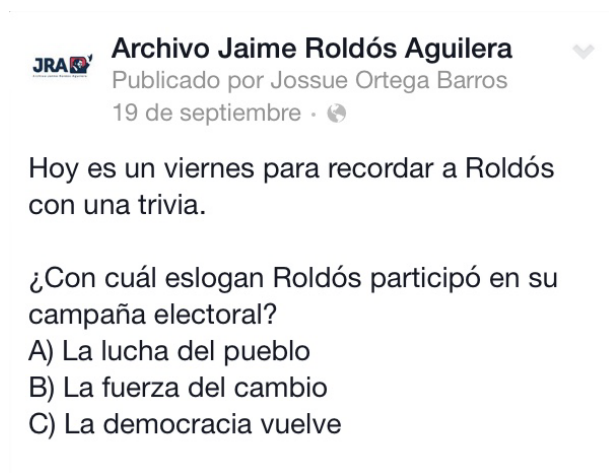 JRA
Archivo Jaime Roldós Aguilera
Publicado por Jossue Ortega Barros
19 de septiembre ·
Hoy es un viernes para recordar a Roldós
con una trivia.
¿Con cuál eslogan Roldós participó en su
campaña electoral?
A) La lucha del pueblo
B) La fuerza del cambio
C) La democracia vuelve